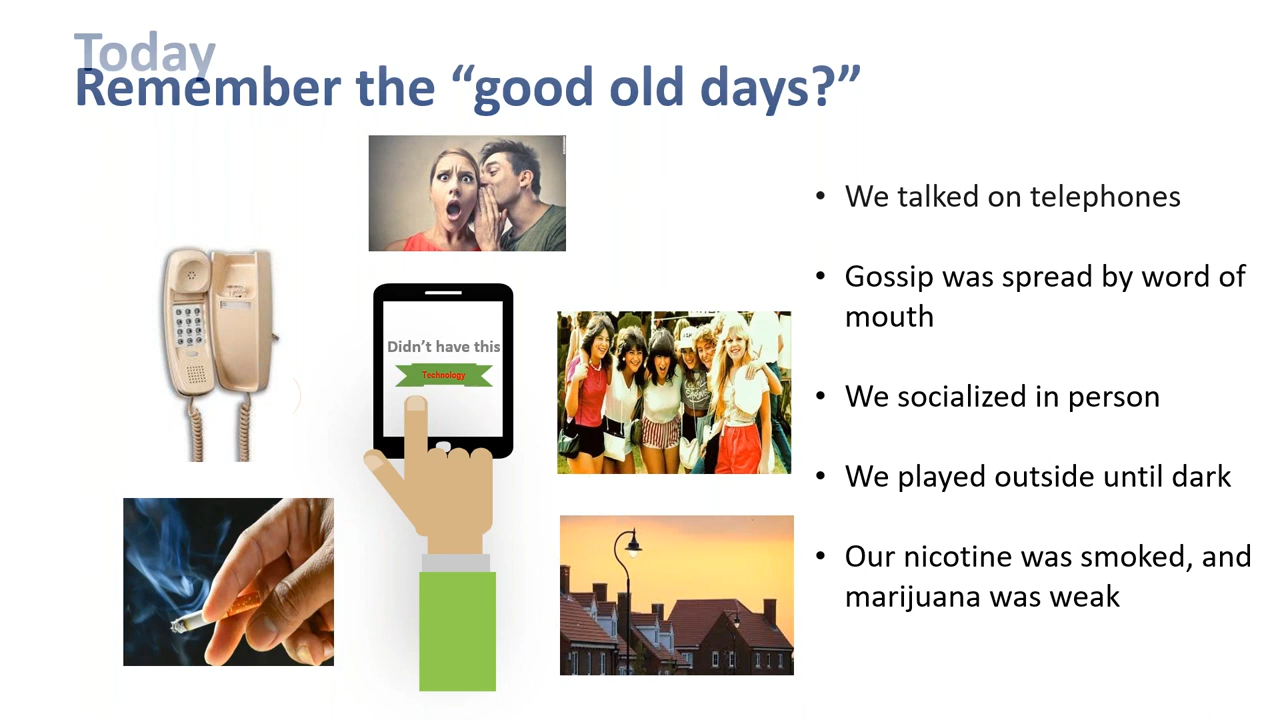 Today
Remember the “good old days?”
• We talked on telephones
• Gossip was spread by word of
mouth
Didn’t have this
Technology
• We socialized in person
• We played outside until dark
• Our nicotine was smoked, and
marijuana was weak